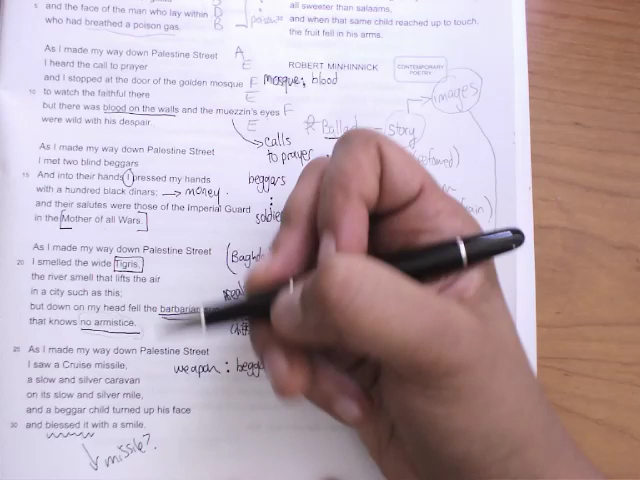 5 and the face of the man who lay within D
who had breathed a poison gas. B
poison
all sweeter than salaams,
and when that same child reached up to touch,
the fruit fell in his arms.
As I made my way down Palestine Street A
I heard the call to prayer E
and I stopped at the door of the golden mosque F
10 to watch the faithful there E
but there was blood on the walls and the muezzin's eyes F
were wild with his despair. E
ROBERT MINHINNICK
CONTEMPORARY
POETRY
mosque; blood
images
Ballad - story
calls
to prayer
As I made my way down Palestine Street
I met two blind beggars
15 And into their hands I pressed my hands
with a hundred black dinars; → money.
and their salutes were those of the Imperial Guard
in the Mother of all Wars.
beggars
:
As I made my way down Palestine Street
20 I smelled the wide Tigris,
the river smell that lifts the air
in a city such as this;
but down on my head fell the barbarian
that knows no armistice.
25 As I made my way down Palestine Street
I saw a Cruise missile,
a slow and silver caravan
on its slow and silver mile,
and a beggar child turned up his face
30 and blessed it with a smile.
weapon :
missile?